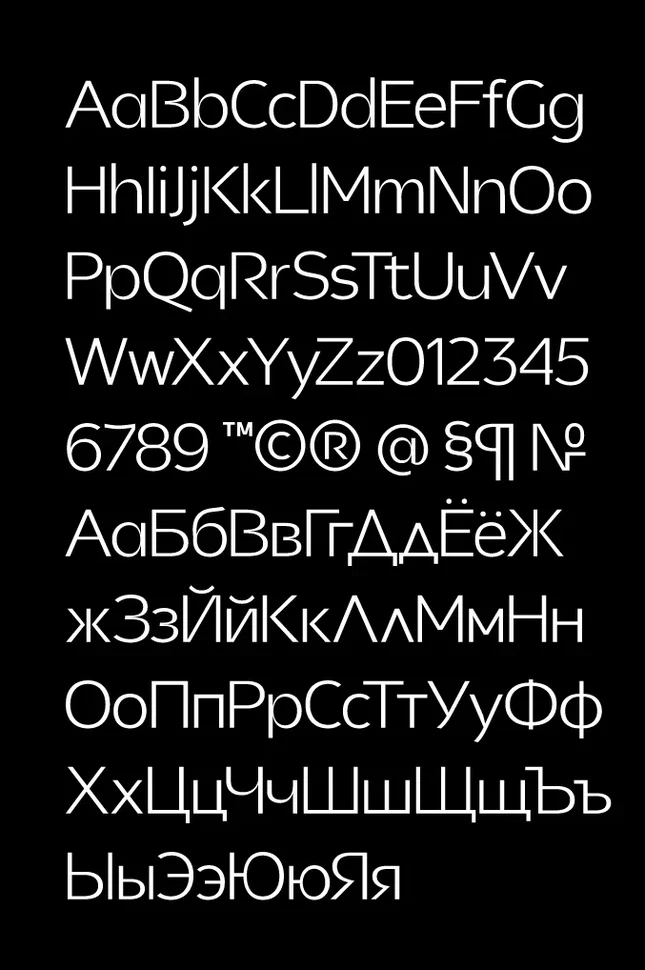 AaBbCcDdEeFfGg
HhIiJjKkLlMmNnOo
PpQqRrSsTtUuVv
WwXxYyZz012345
6789 ™©® @ §¶ №
АаБбВвГгДдЁёЖ
жЗзЙйКкЛлМмНн
ОоПпРрСсТтУуФф
ХхЦцЧчШшЩщЪъ
ЫыЭэЮюЯя